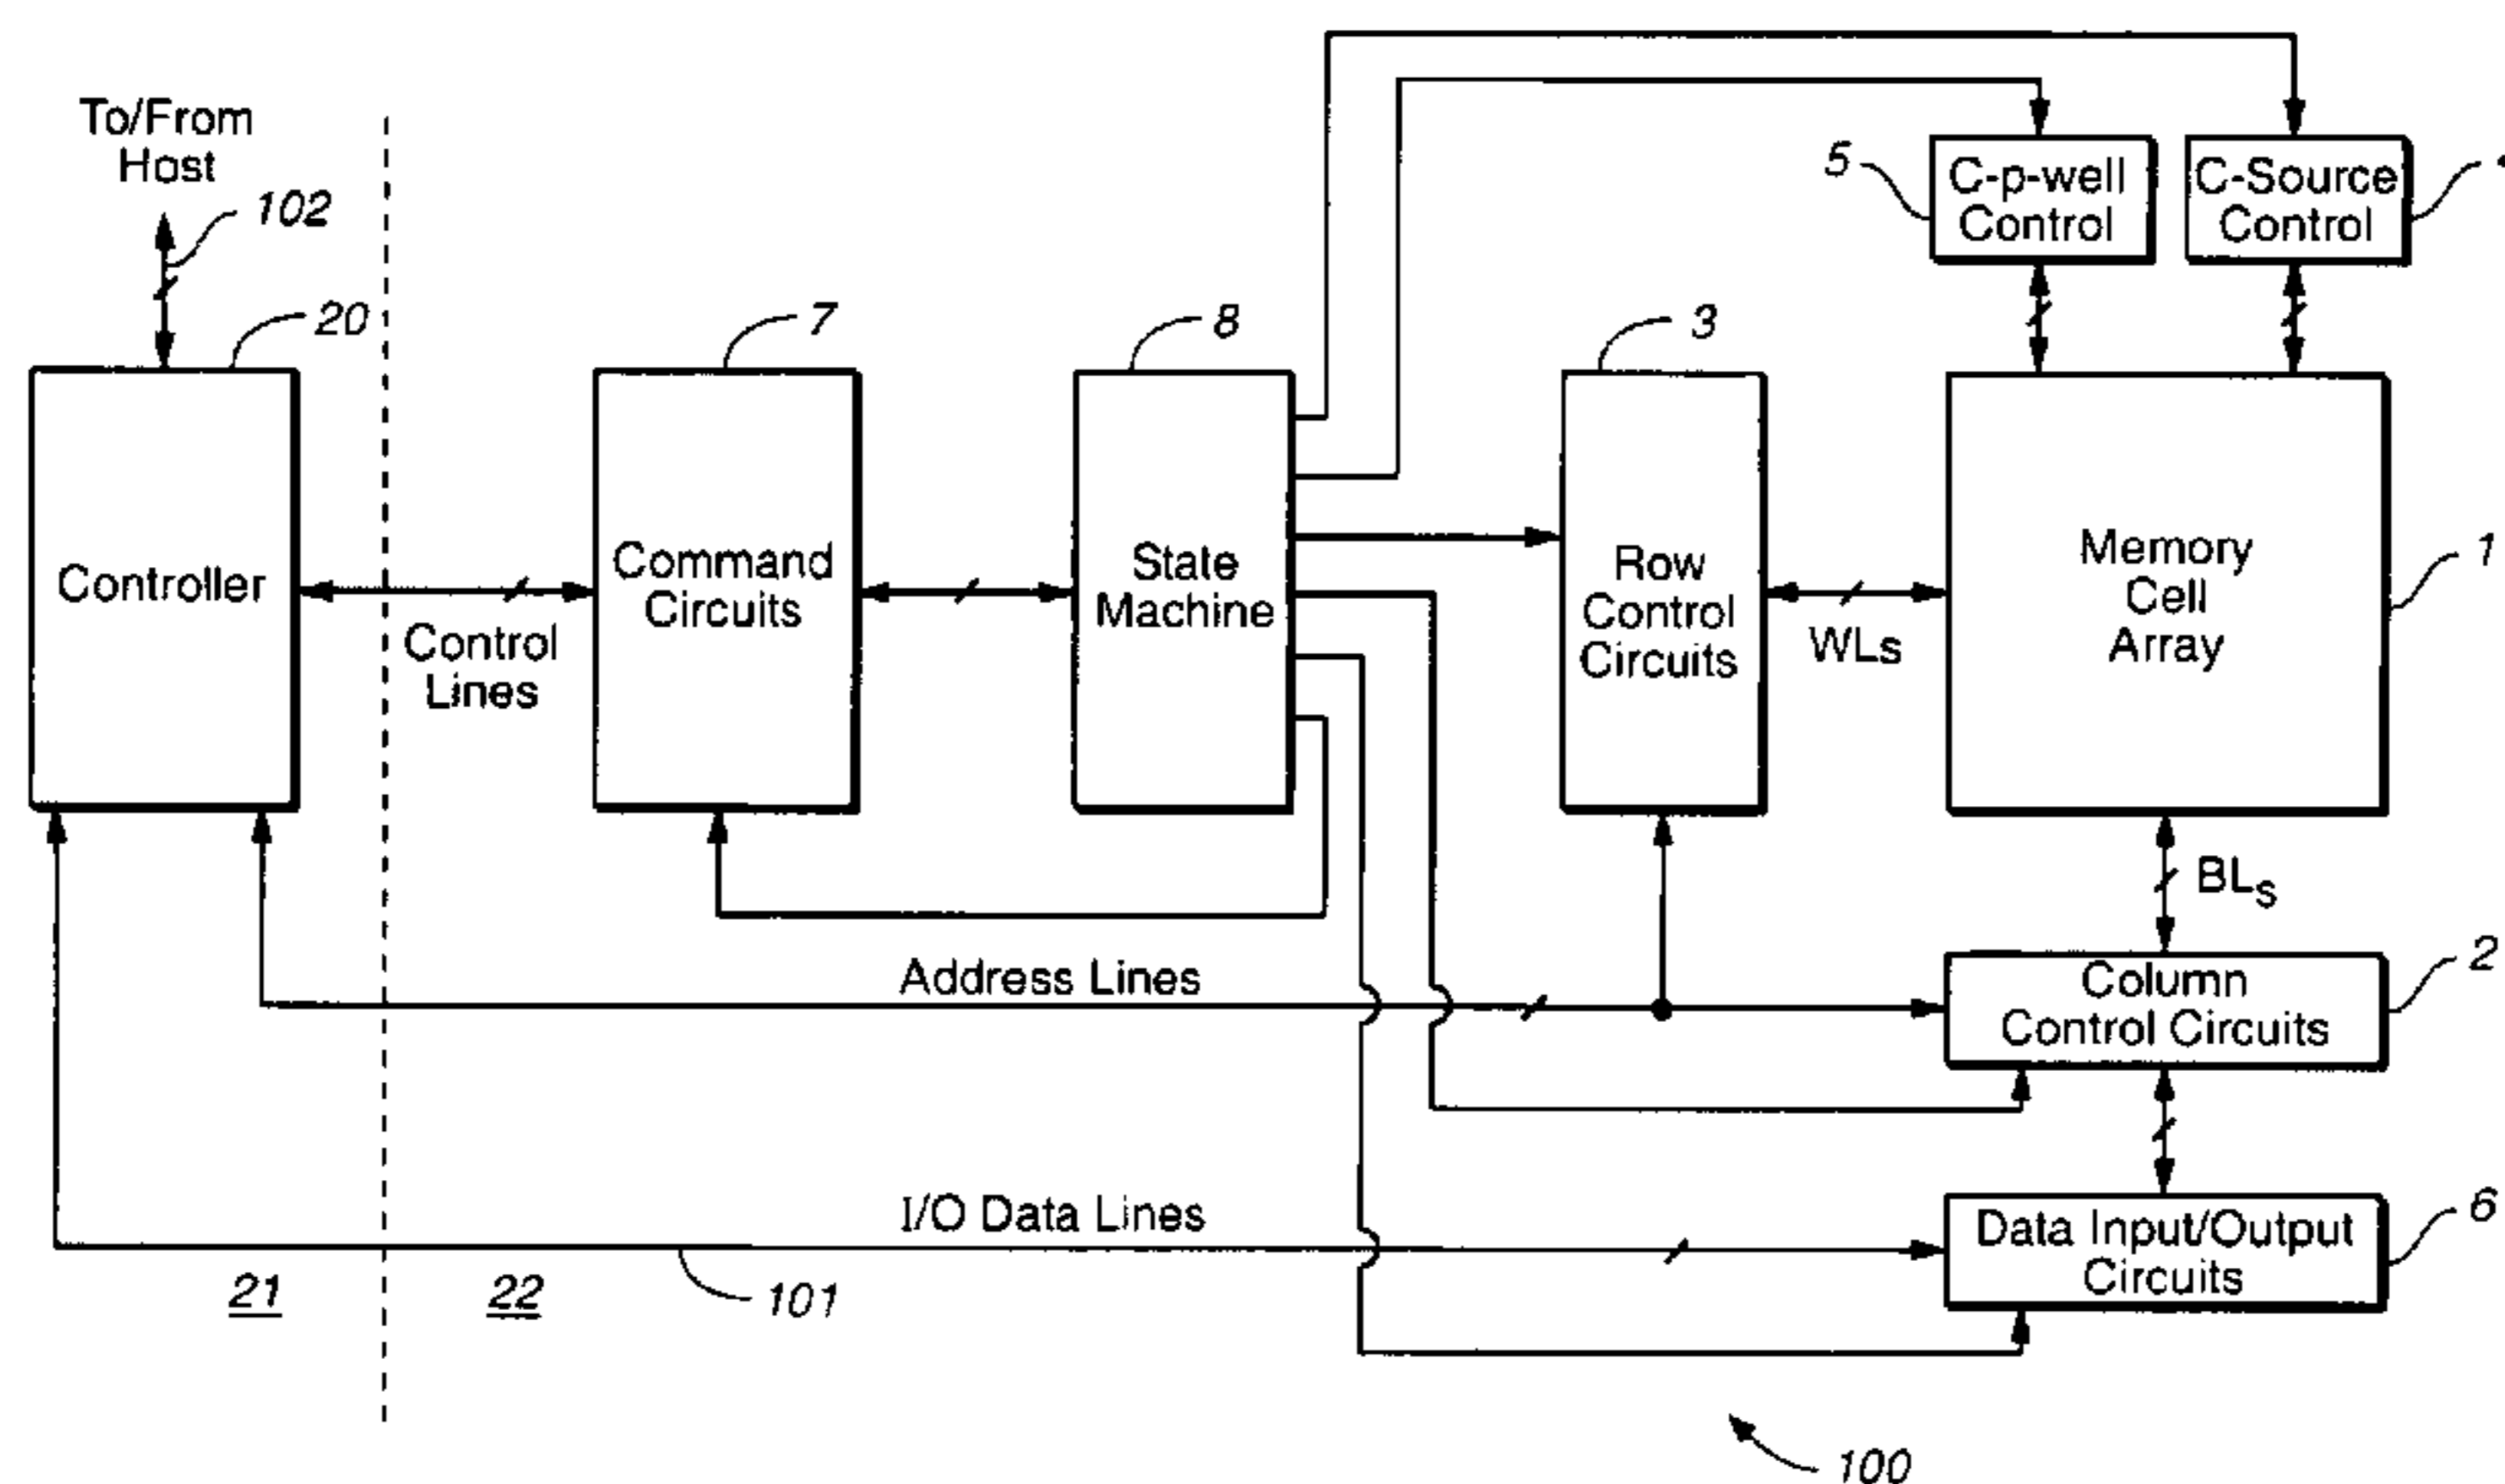 To/From
Host
102
20
7
8
3
5
C-p-well
Control
C-Source
Control
Controller
Control
Lines
Command
Circuits
State
Machine
Row
Control
Circuits
WLs
Memory
Cell
Array
1
BLs
Address Lines
Column
Control Circuits
2
I/O Data Lines
101
Data Input/Output
Circuits
6
21
22
100